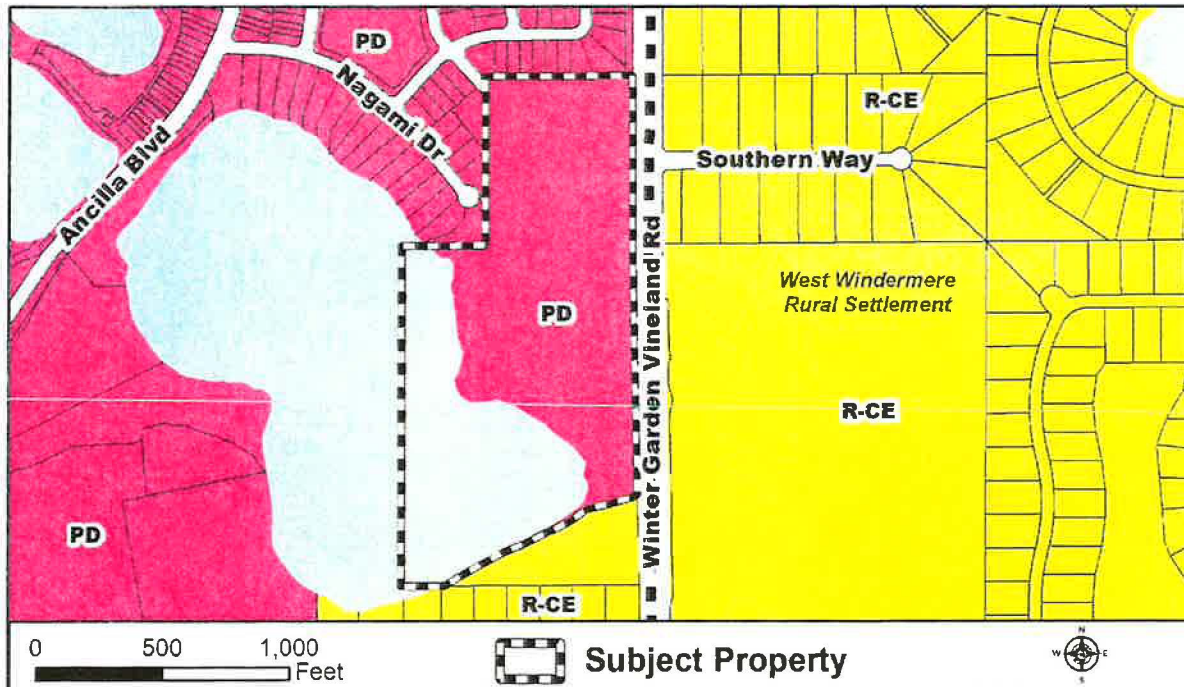 PD
Nagami Dr
Ancilla Blvd
R-CE
Southern Way
Winter Garden Vineland Rd
West Windermere
Rural Settlement
PD
R-CE
PD
R-CE
0 500 1,000
Feet
Subject Property
N
W E
S